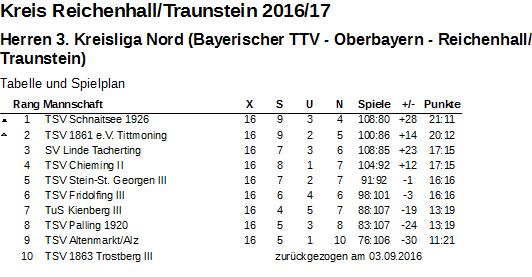 Kreis Reichenhall/Traunstein 2016/17
Herren 3. Kreisliga Nord (Bayerischer TTV - Oberbayern - Reichenhall/
Traunstein)
Tabelle und Spielplan
Rang Mannschaft X S U N Spiele +/- Punkte
1 TSV Schnaitsee 1926 16 9 3 4 108:80 +28 21:11
2 TSV 1861 e.V. Tittmoning 16 9 2 5 100:86 +14 20:12
3 SV Linde Tacherting 16 7 3 6 108:85 +23 17:15
4 TSV Chieming II 16 8 1 7 104:92 +12 17:15
5 TSV Stein-St. Georgen III 16 7 2 7 91:92 -1 16:16
6 TSV Fridolfing III 16 6 4 6 98:101 -3 16:16
7 TuS Kienberg III 16 4 5 7 88:107 -19 13:19
8 TSV Palling 1920 16 5 3 8 83:107 -24 13:19
9 TSV Altenmarkt/Alz 16 5 1 10 76:106 -30 11:21
10 TSV 1863 Trostberg III zurückgezogen am 03.09.2016